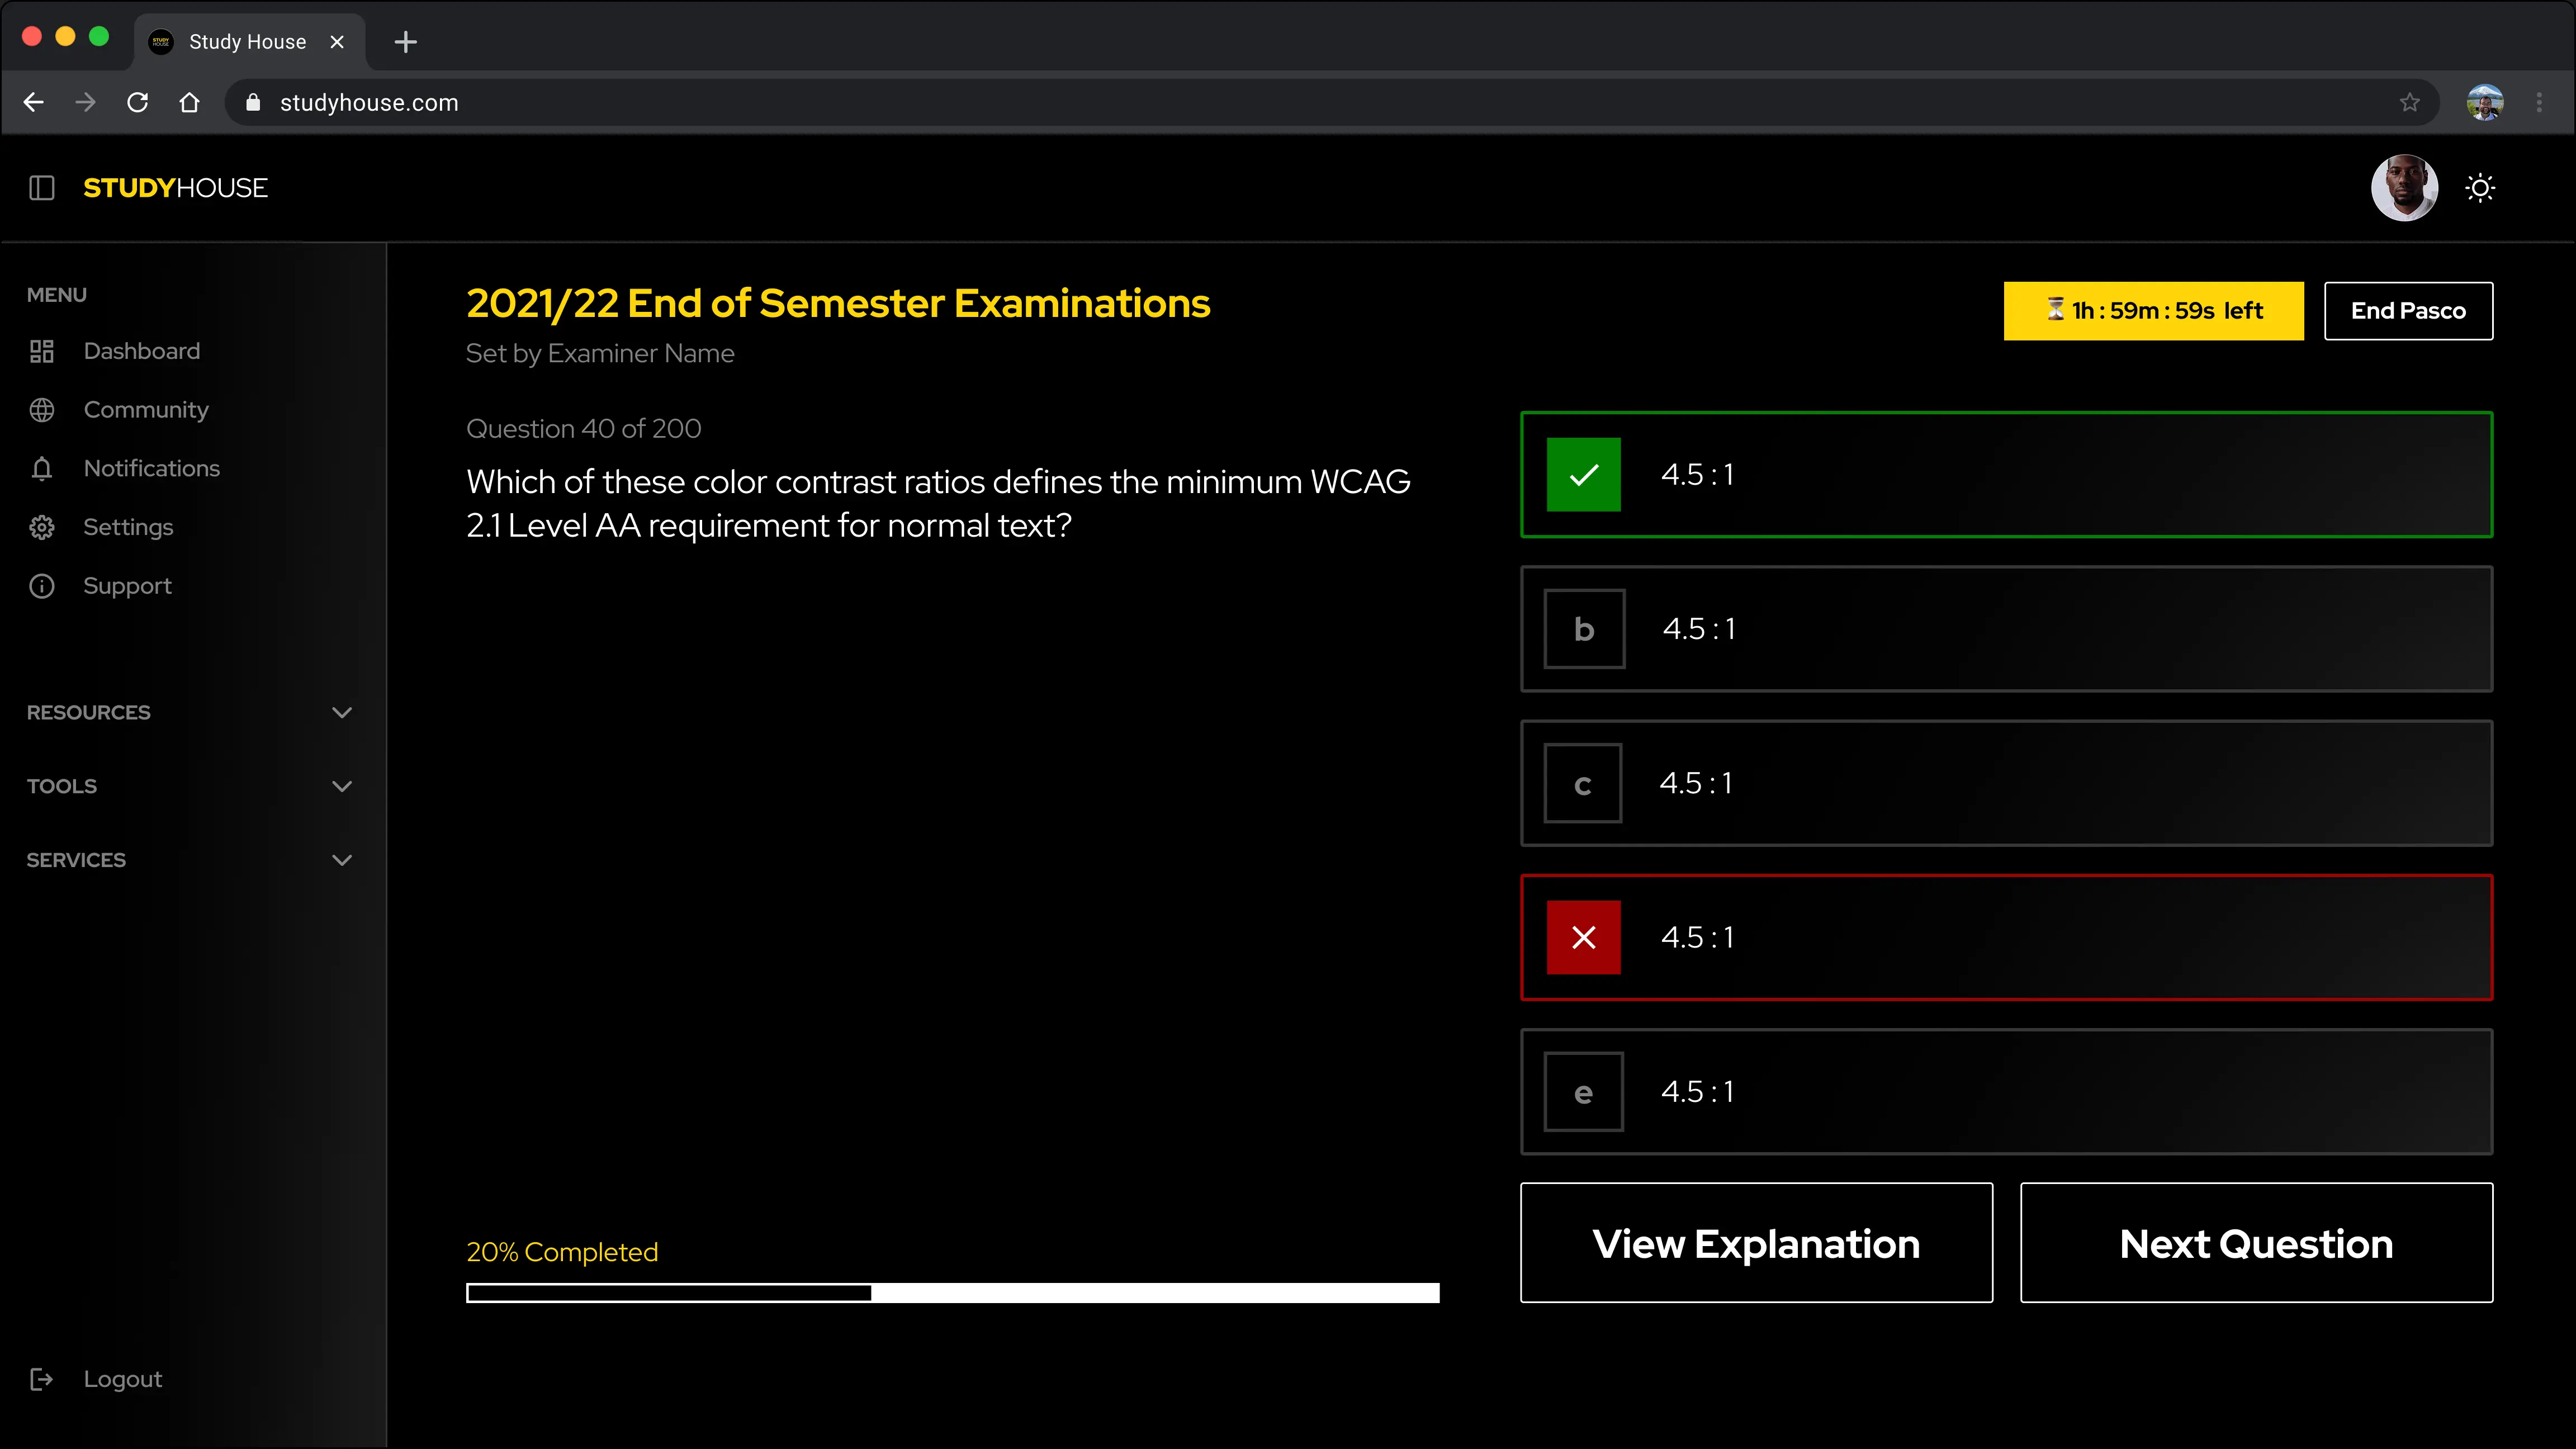 Study House
studyhouse.com
STUDYHOUSE
MENU
Dashboard
Community
Notifications
Settings
Support
RESOURCES
TOOLS
SERVICES
Logout
2021/22 End of Semester Examinations
Set by Examiner Name
1h : 59m : 59s left
End Pasco
Question 40 of 200
Which of these color contrast ratios defines the minimum WCAG
2.1 Level AA requirement for normal text?
4.5 : 1
b 4.5 : 1
c 4.5 : 1
4.5 : 1
e 4.5 : 1
20% Completed
View Explanation
Next Question